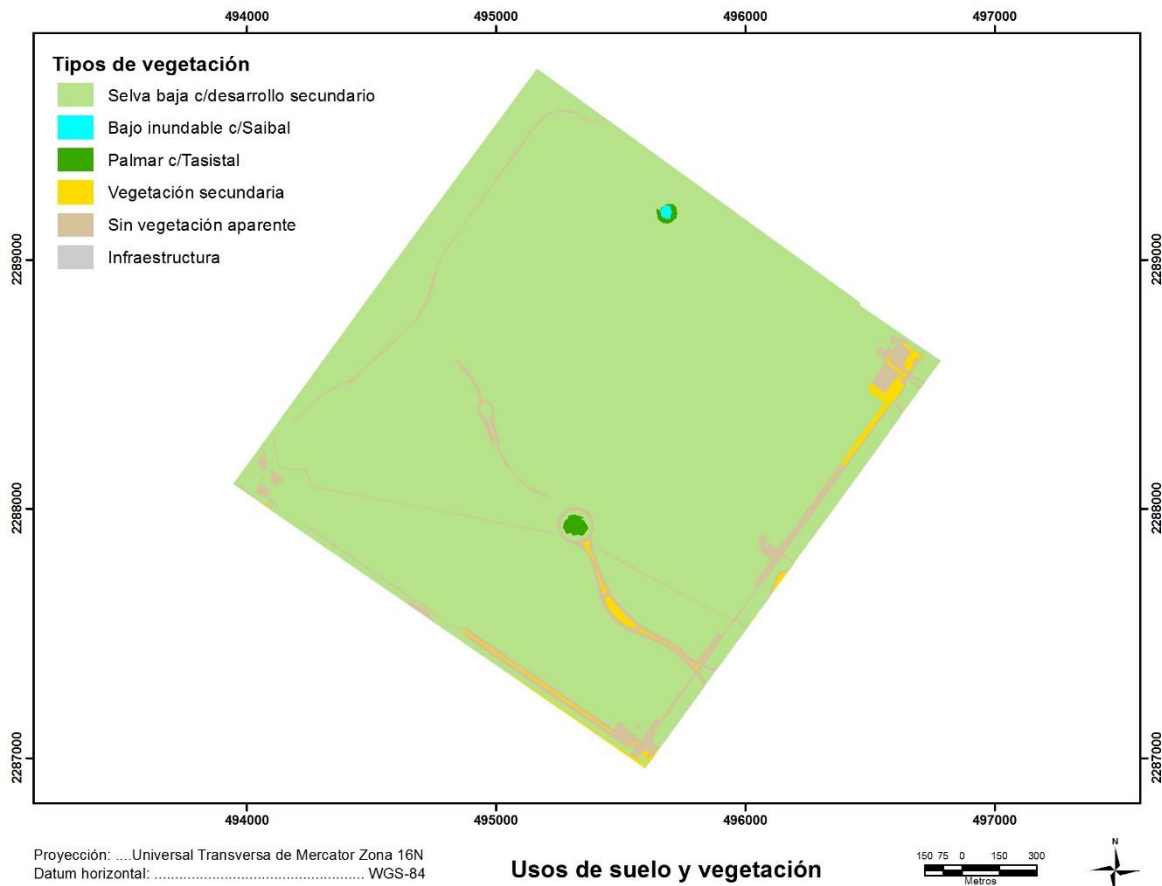 494000 495000 496000 497000
Tipos de vegetación
Selva baja c/desarrollo secundario
Bajo inundable c/Saibal
Palmar c/Tasistal
Vegetación secundaria
Sin vegetación aparente
Infraestructura
2289000 2289000
2288000 2288000
2287000 2287000
494000 495000 496000 497000
Proyección: ....Universal Transversa de Mercator Zona 16N
Datum horizontal: ............................................ WGS-84
Usos de suelo y vegetación
150 75 0 150 300
Metros
N